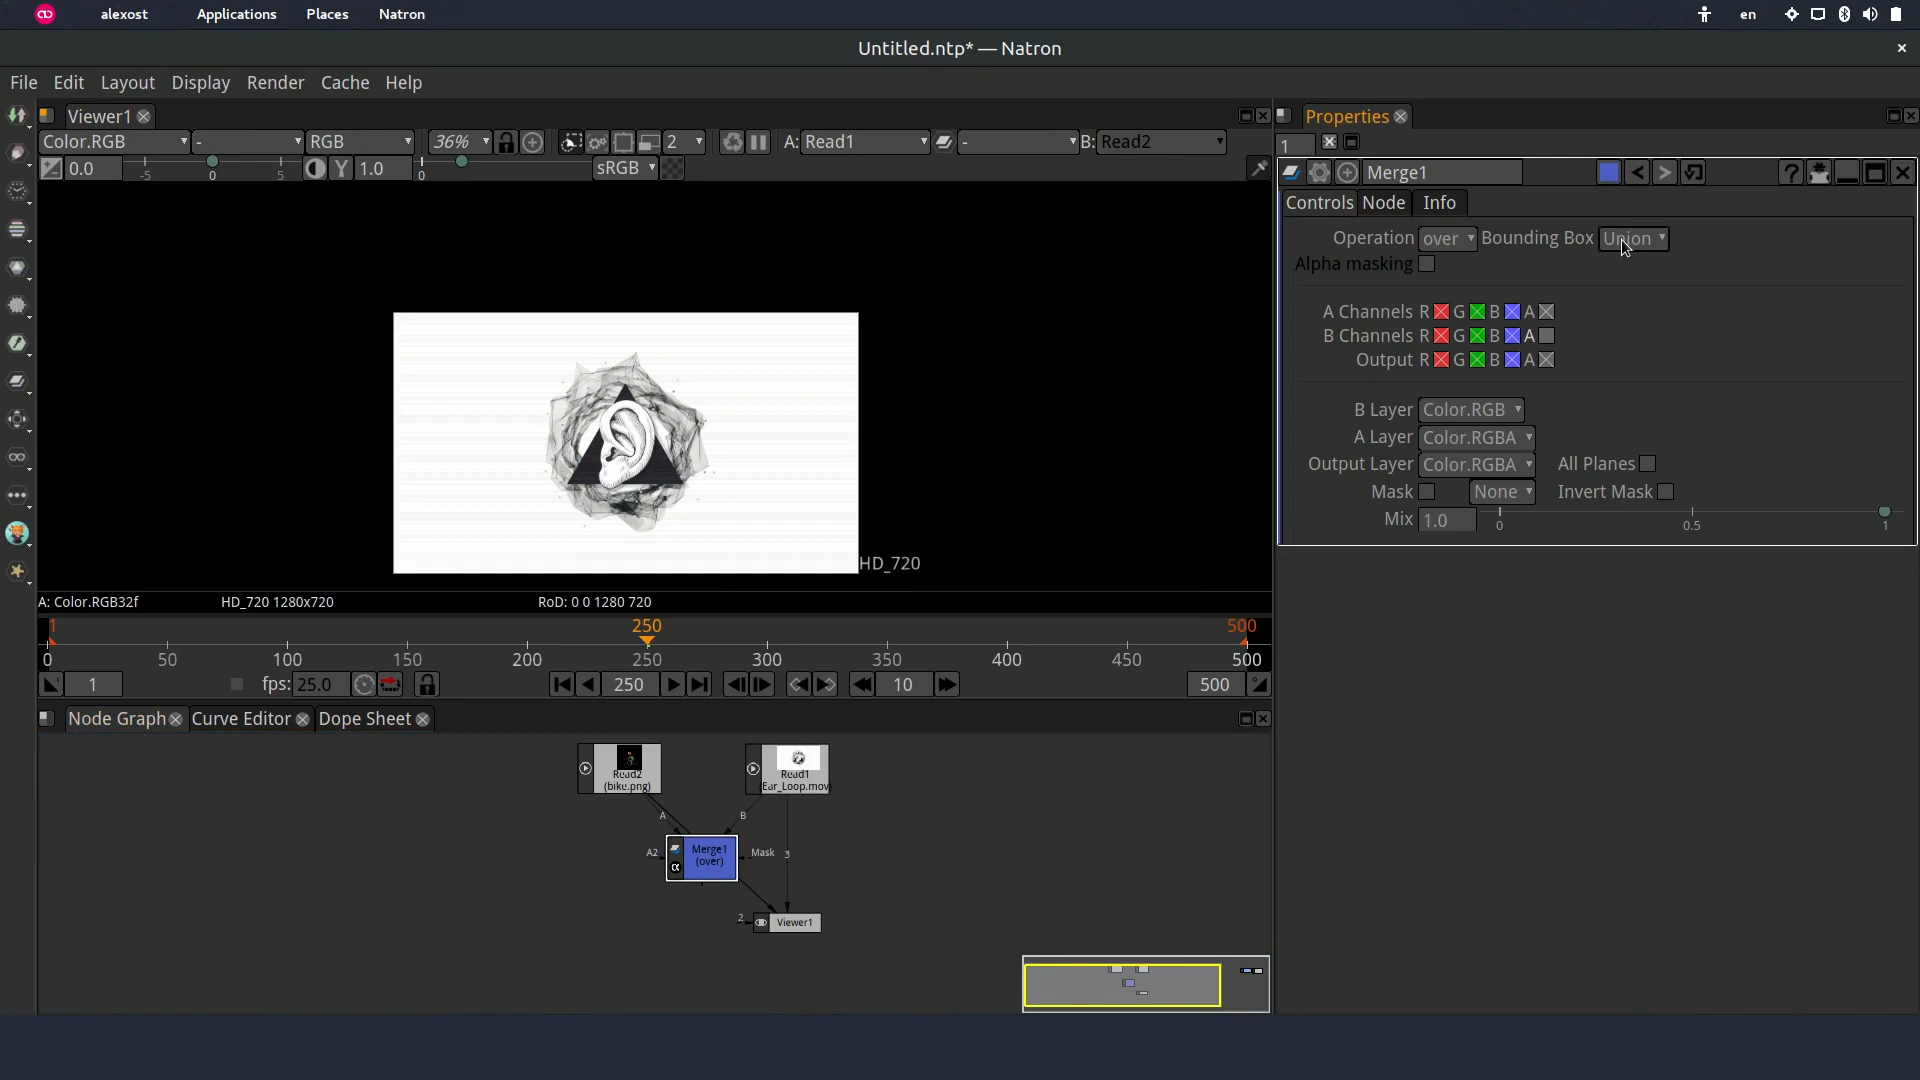 alexost Applications Places Natron en
Untitled.ntp* — Natron
File Edit Layout Display Render Cache Help
Viewer1
Properties
Color.RGB - RGB 36% 2 A: Read1 - B: Read2
1
0.0 -5 0 5 Y 1.0 0 sRGB
Merge1 ?
Controls Node Info
Operation over Bounding Box Union
Alpha masking
A Channels R G B A
B Channels R G B A
Output R G B A
B Layer Color.RGB
A Layer Color.RGBA
Output Layer Color.RGBA All Planes
Mask None Invert Mask
Mix 1.0 0 0.5 1
HD_720
A: Color.RGB32f HD_720 1280x720 RoD: 0 0 1280 720
1 250 500
0 50 100 150 200 250 300 350 400 450 500
1 fps: 25.0 250 10 500
Node Graph Curve Editor Dope Sheet
Read2
(bike.png)
Read1
(Ear_Loop.mov)
A B
A2 Merge1
(over) Mask 3
2 Viewer1